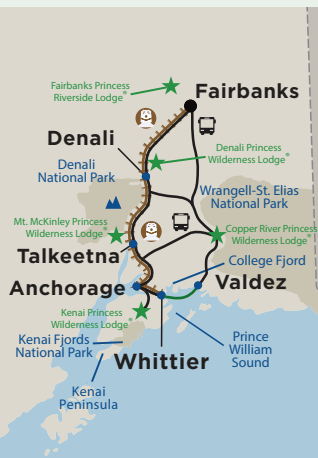 Fairbanks Princess
Riverside Lodge*
Fairbanks
Denali
Denali Princess
Wilderness Lodge*
Denali
National Park
Wrangell-St. Elias
National Park
Mt. McKinley Princess
Wilderness Lodge*
Copper River Princess
Wilderness Lodge*
Talkeetna
College Fjord
Anchorage
Valdez
Kenai Princess
Wilderness Lodge*
Kenai Fjords
National Park
Whittier
Prince
William
Sound
Kenai
Peninsula